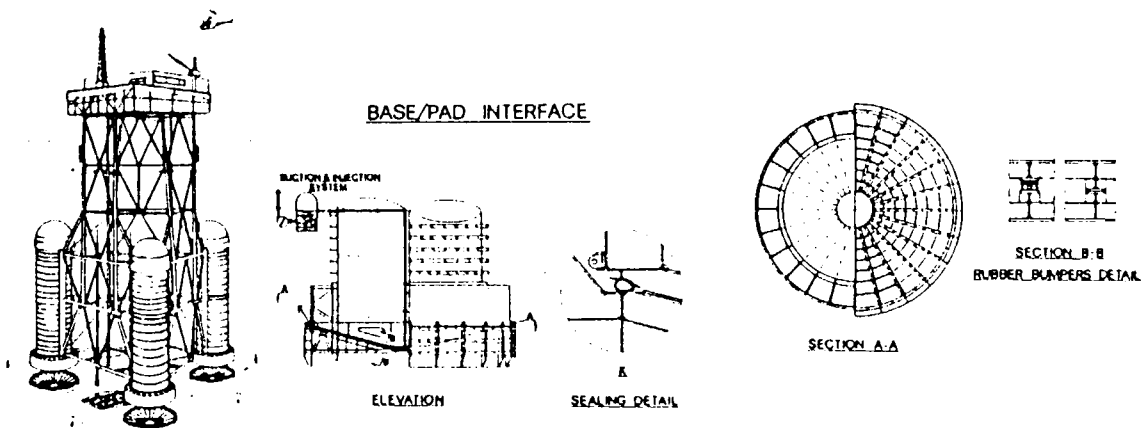 BASE/PAD INTERFACE
SUCTION & INJECTION
SYSTEM
A
A
ELEVATION
SEALING DETAIL
SECTION A-A
SECTION B-B
RUBBER BUMPERS DETAIL